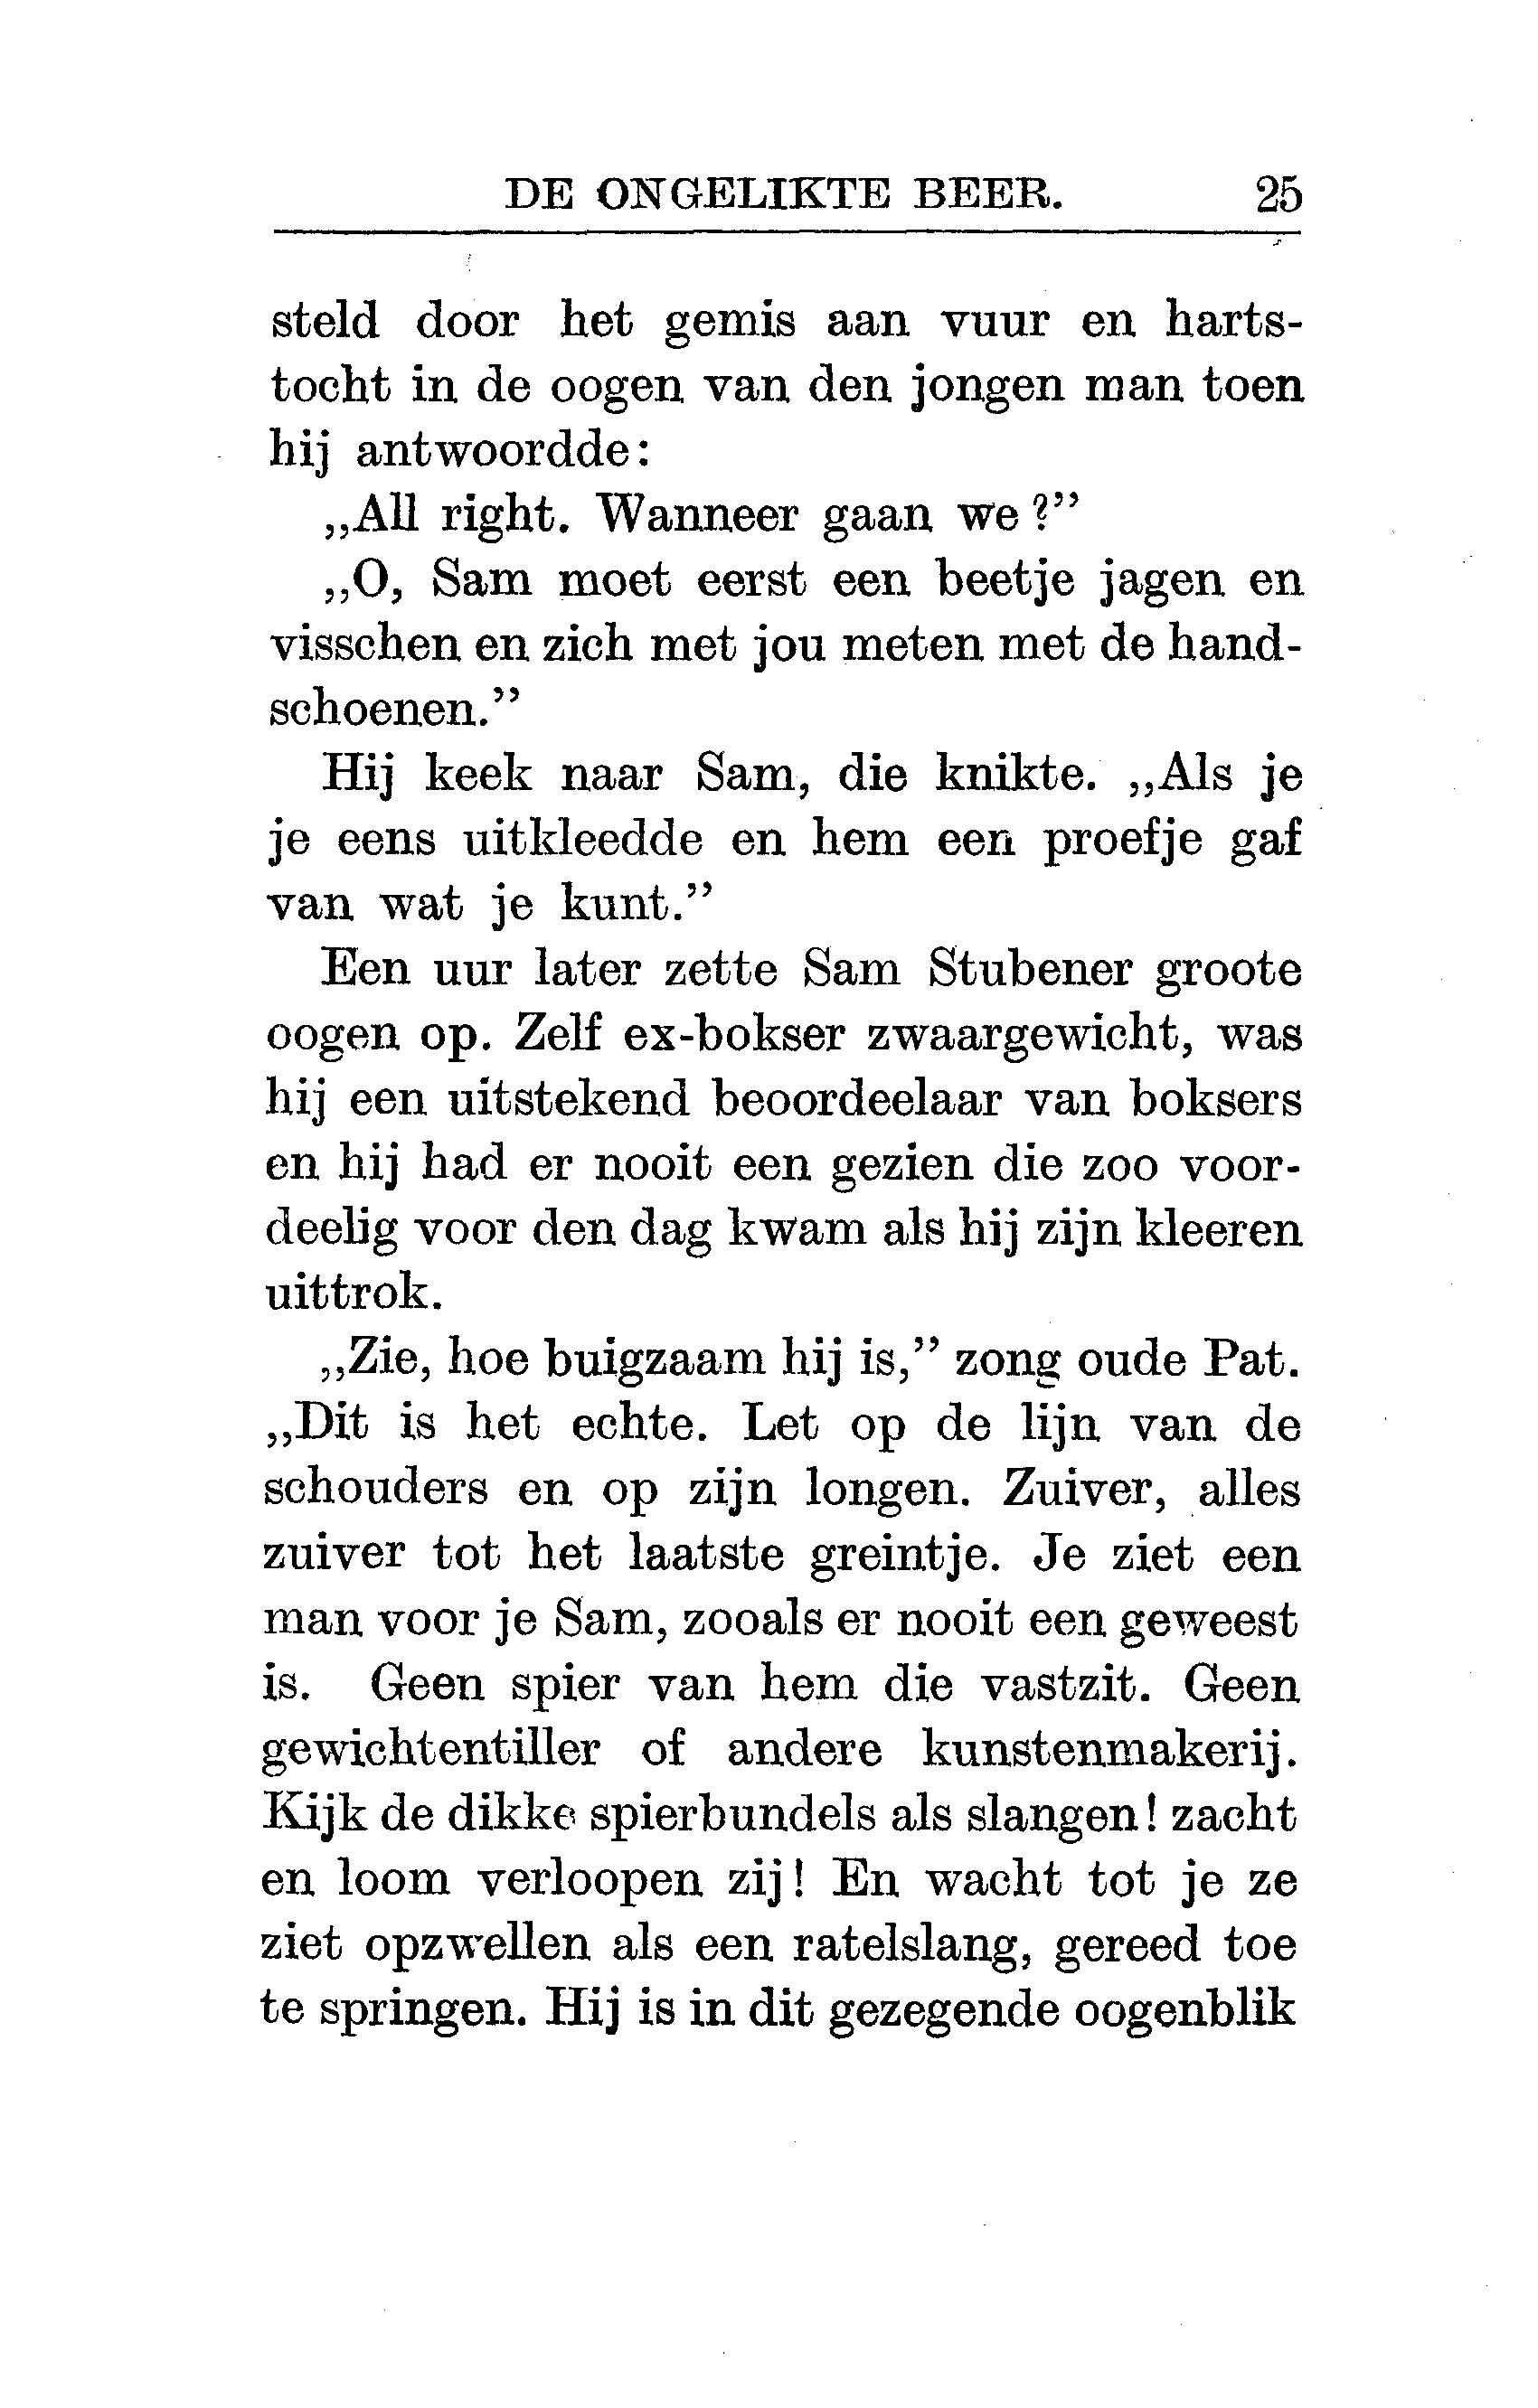 DE ONGELIKTE BEER. 25
steld door het gemis aan vuur en harts-
tocht in de oogen van den jongen man toen
hij antwoordde:
„All right. Wanneer gaan we?”
„O, Sam moet eerst een beetje jagen en
visschen en zich met jou meten met de hand-
schoenen.”
Hij keek naar Sam, die knikte. „Als je
je eens uitkleedde en hem een proefje gaf
van wat je kunt.”
Een uur later zette Sam Stubener groote
oogen op. Zelf ex-bokser zwaargewicht, was
hij een uitstekend beoordeelaar van boksers
en hij had er nooit een gezien die zoo voor-
deelig voor den dag kwam als hij zijn kleeren
uittrok.
„Zie, hoe buigzaam hij is,” zong oude Pat.
„Dit is het echte. Let op de lijn van de
schouders en op zijn longen. Zuiver, alles
zuiver tot het laatste greintje. Je ziet een
man voor je Sam, zooals er nooit een geweest
is. Geen spier van hem die vastzit. Geen
gewichtentiller of andere kunstenmakerij.
Kijk de dikke spierbundels als slangen! zacht
en loom verloopen zij! En wacht tot je ze
ziet opzwellen als een ratelslang, gereed toe
te springen. Hij is in dit gezegende oogenblik